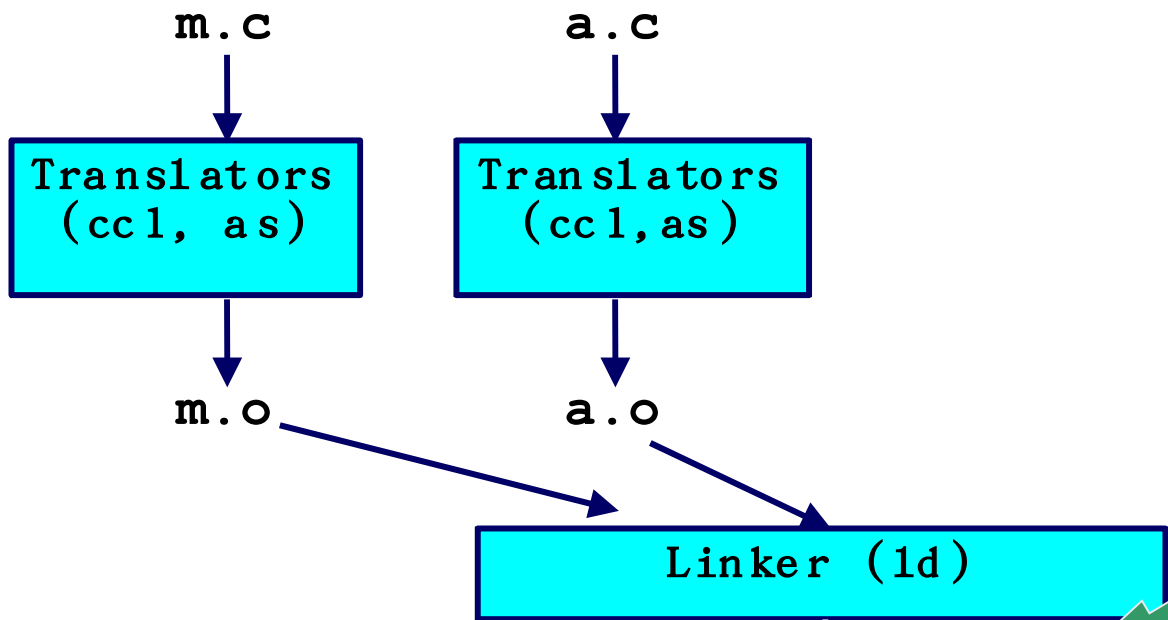 m.c a.c
Translators
(cc1, as)
Translators
(cc1,as)
m.o a.o
Linker (ld)